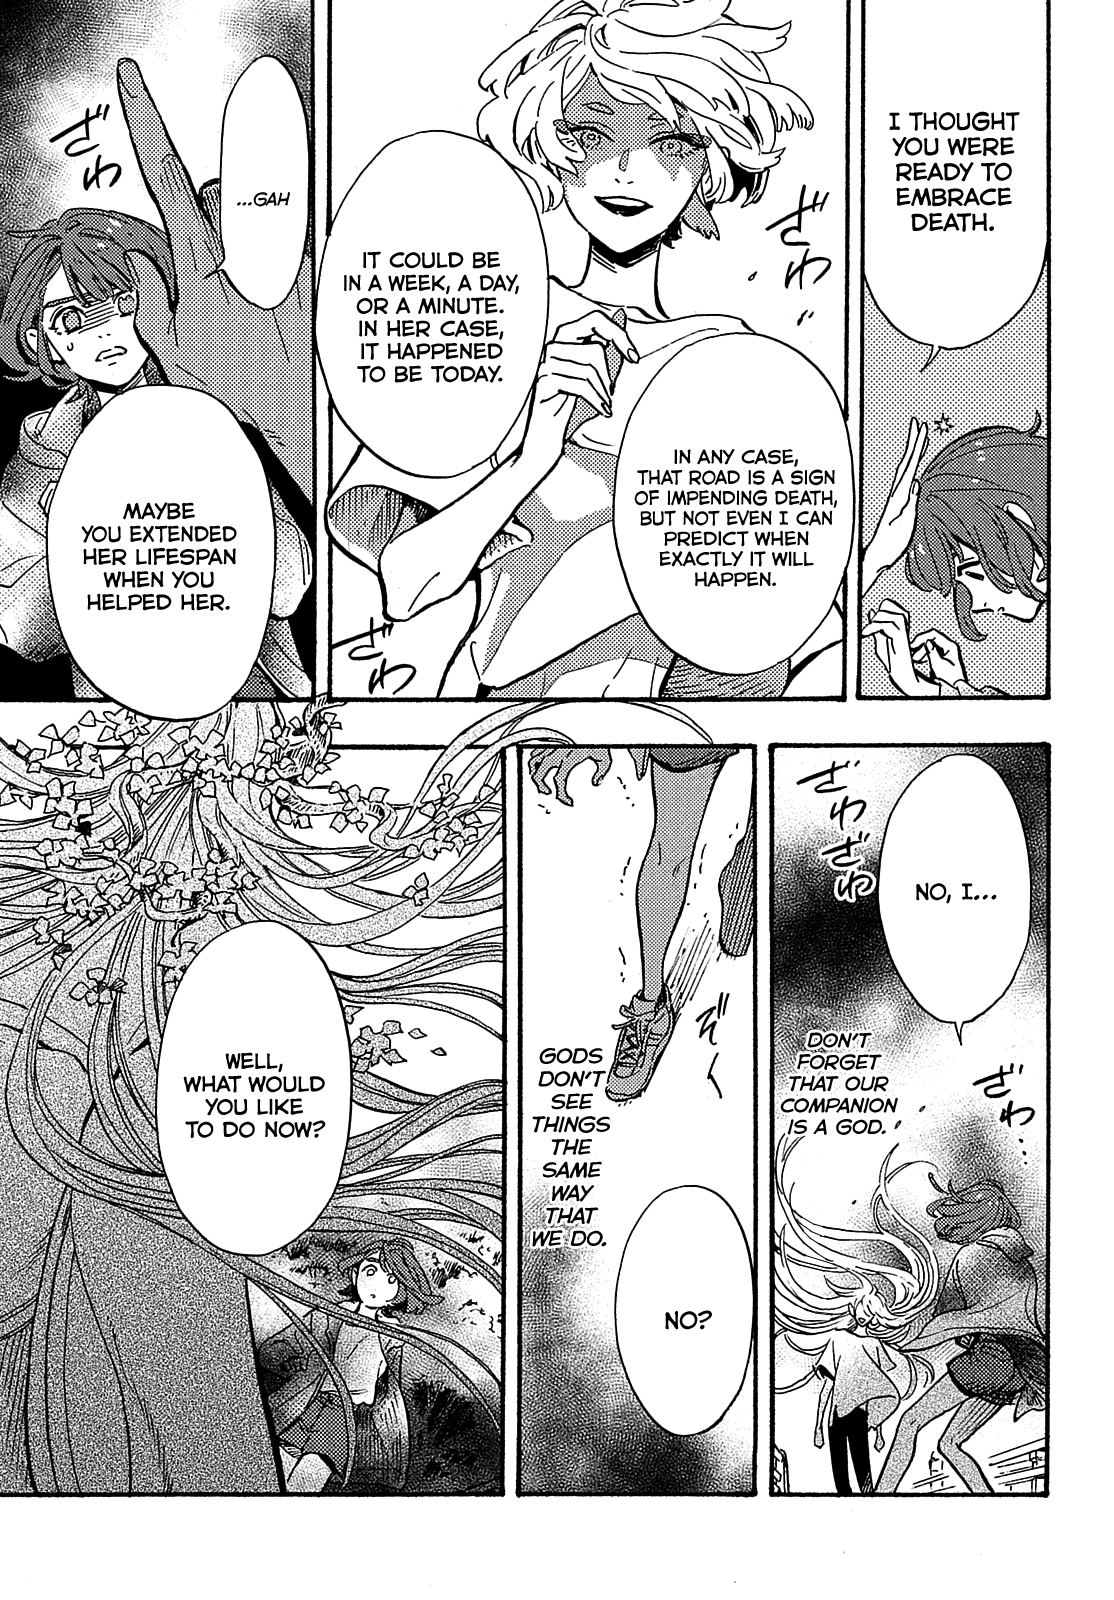 I THOUGHT
YOU WERE
READY TO
EMBRACE
DEATH.
IN ANY CASE,
THAT ROAD IS A SIGN
OF IMPENDING DEATH,
BUT NOT EVEN I CAN
PREDICT WHEN
EXACTLY IT WILL
HAPPEN.
ざわ
IT COULD BE
IN A WEEK, A DAY,
OR A MINUTE.
IN HER CASE,
IT HAPPENED
TO BE TODAY.
ざわ
...GAH
ざわ
MAYBE
YOU EXTENDED
HER LIFESPAN
WHEN YOU
HELPED HER.
NO, I...
ざわ
ざわ
DON'T
FORGET
THAT OUR
COMPANION
IS A GOD.
ざわ...
GODS
DON'T
SEE
THINGS
THE
SAME
WAY
THAT
WE DO.
NO?
WELL,
WHAT WOULD
YOU LIKE
TO DO NOW?